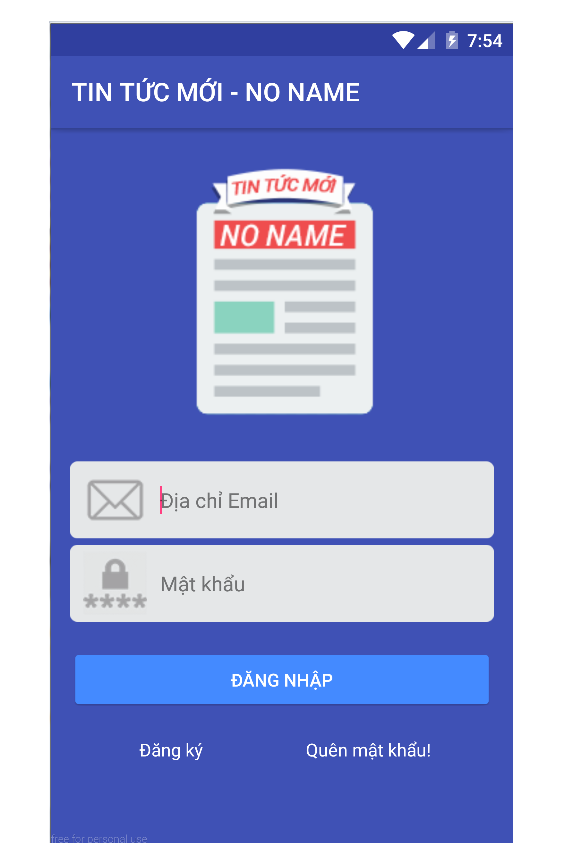 7:54
TIN TỨC MỚI - NO NAME
TIN TỨC MỚI
NO NAME
Địa chỉ Email
****
Mật khẩu
ĐĂNG NHẬP
Đăng ký
Quên mật khẩu!
free for personal use